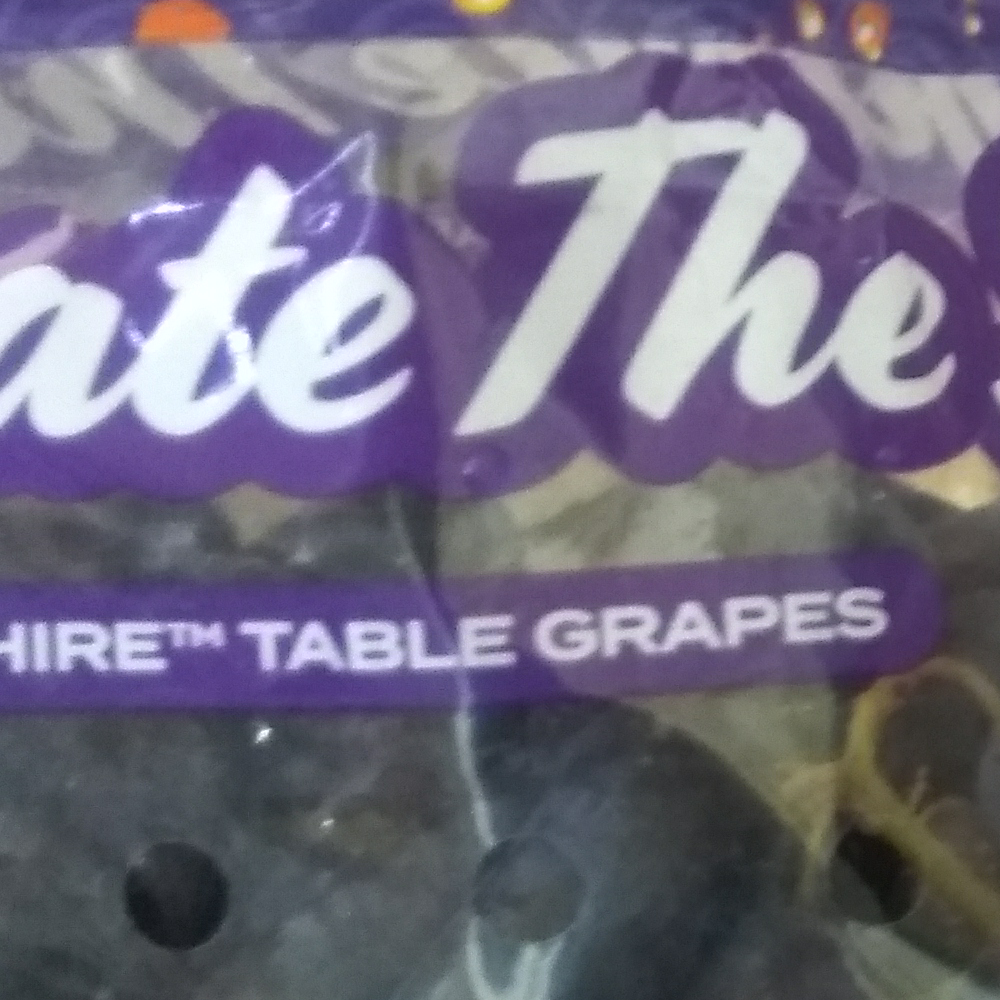 ate The
HIRE™ TABLE GRAPES